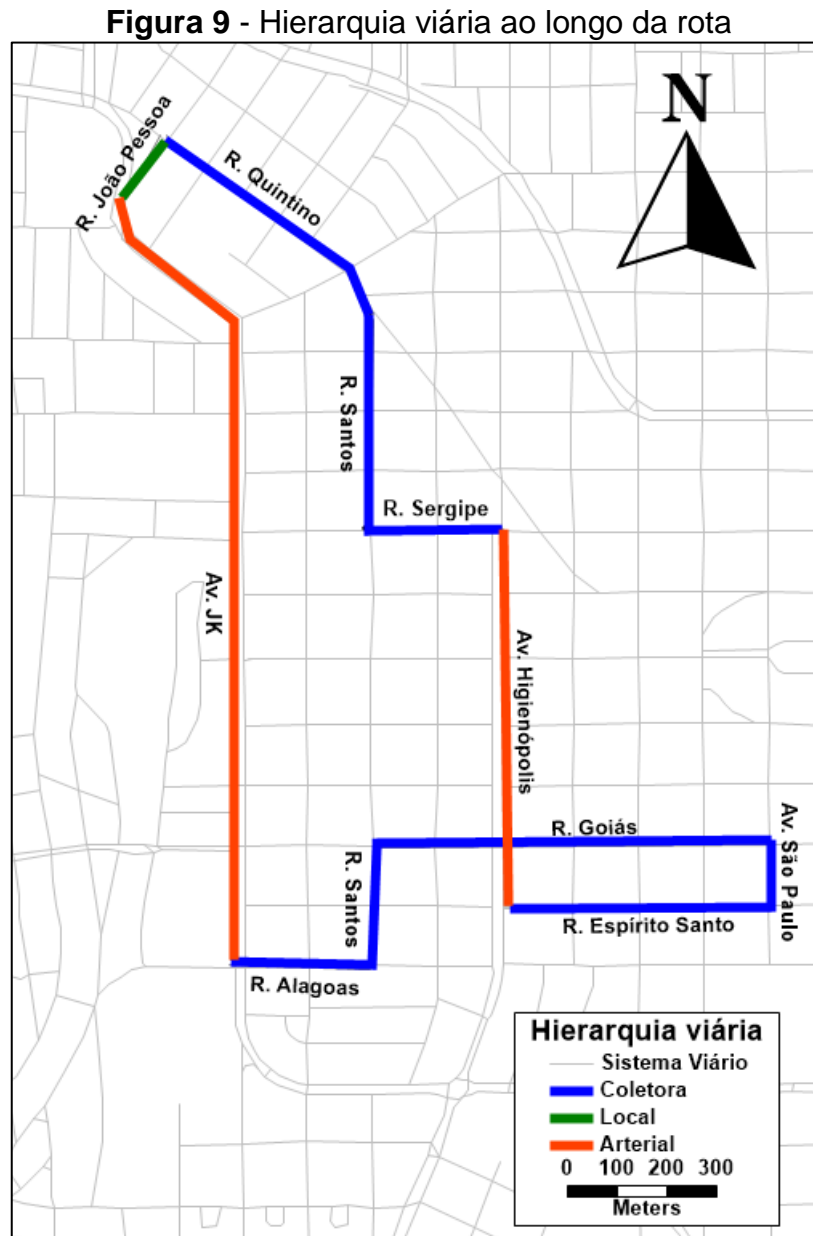 Figura 9 - Hierarquia viária ao longo da rota
N
R. João Pessoa
R. Quintino
R. Santos
R. Sergipe
Av. JK
Av. Higienópolis
R. Goiás
Av. São Paulo
R. Santos
R. Espírito Santo
R. Alagoas
Hierarquia viária
Sistema Viário
Coletora
Local
Arterial
0 100 200 300
Meters